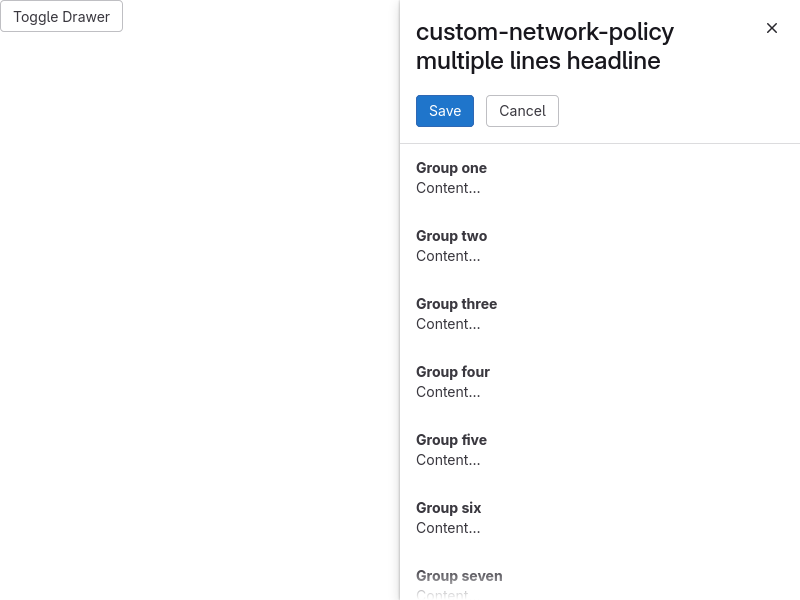 Toggle Drawer
custom-network-policy
multiple lines headline
Save
Cancel
Group one
Content...
Group two
Content...
Group three
Content...
Group four
Content...
Group five
Content...
Group six
Content...
Group seven
Content...